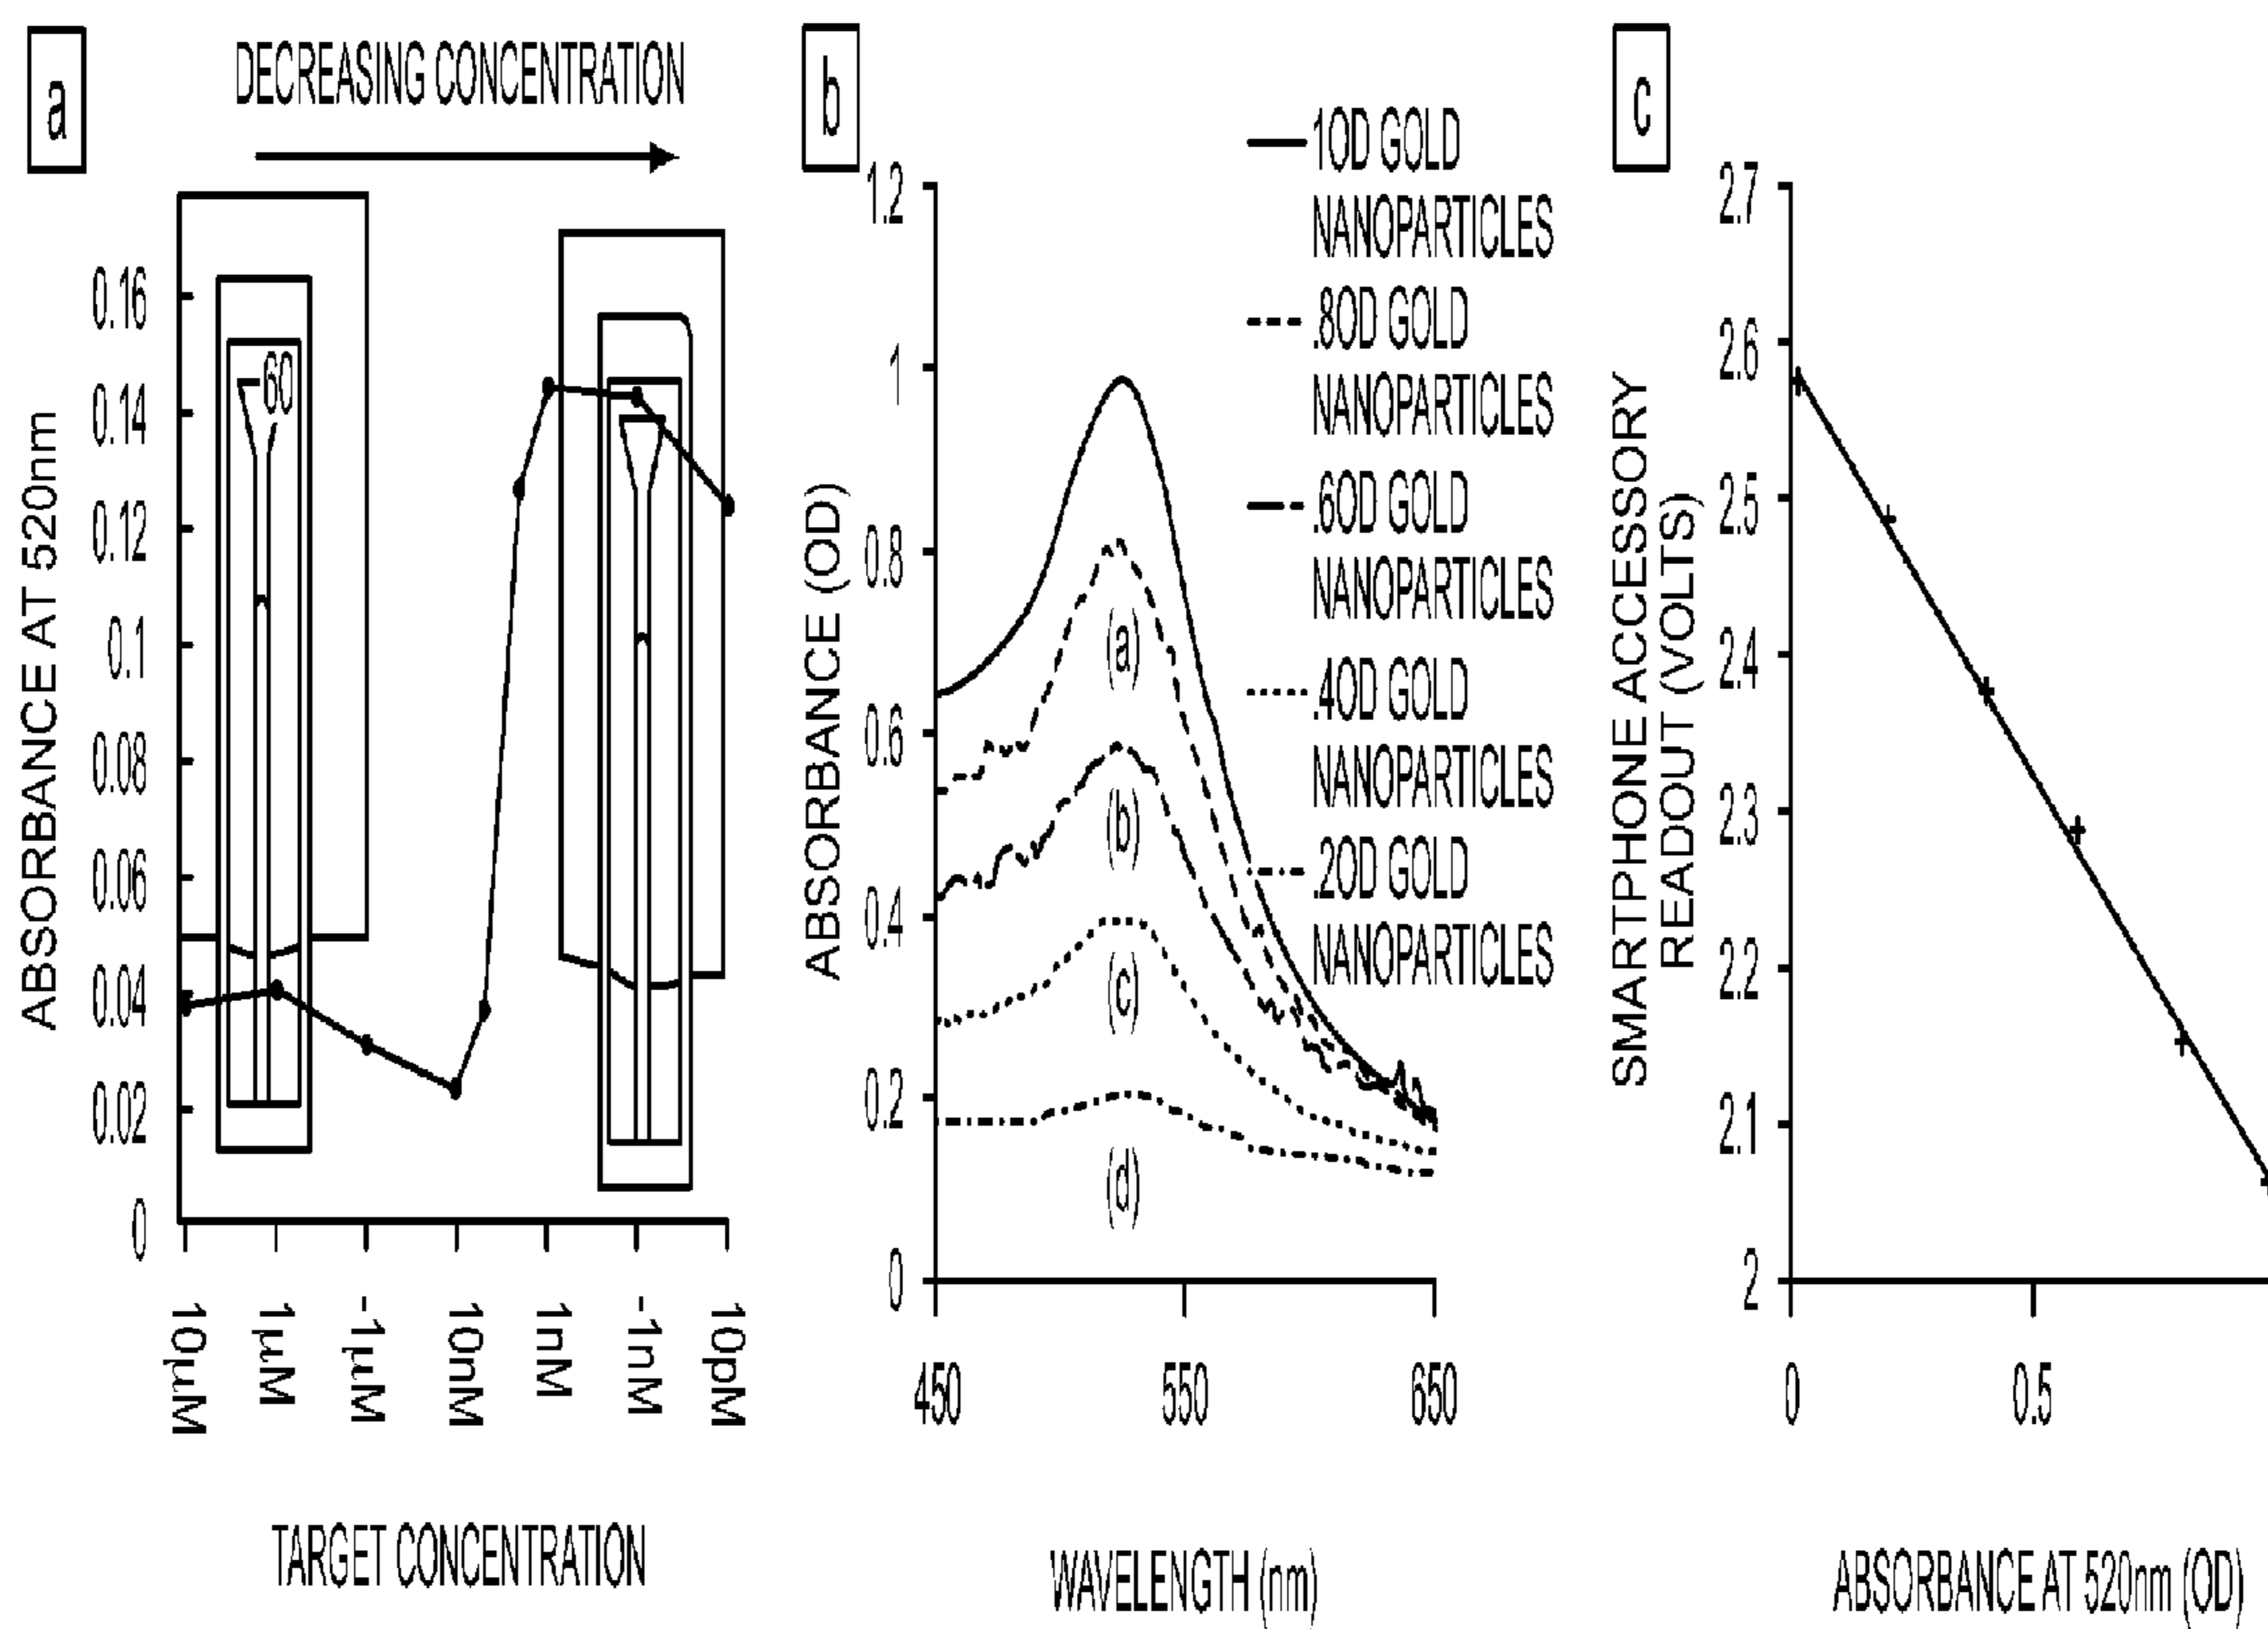 a
DECREASING CONCENTRATION
ABSORBANCE AT 520nm
0.16
0.14
0.12
0.1
0.08
0.06
0.04
0.02
0
60
10µM
1µM
-1µM
10nM
1nM
-1nM
10pM
TARGET CONCENTRATION
b
ABSORBANCE (OD)
1.2
1
0.8
0.6
0.4
0.2
0
450
550
650
WAVELENGTH (nm)
(a)
(b)
(c)
(d)
1OD GOLD
NANOPARTICLES
.8OD GOLD
NANOPARTICLES
.6OD GOLD
NANOPARTICLES
.4OD GOLD
NANOPARTICLES
.2OD GOLD
NANOPARTICLES
c
SMARTPHONE ACCESSORY
READOUT (VOLTS)
2.7
2.6
2.5
2.4
2.3
2.2
2.1
2
0
0.5
ABSORBANCE AT 520nm (OD)